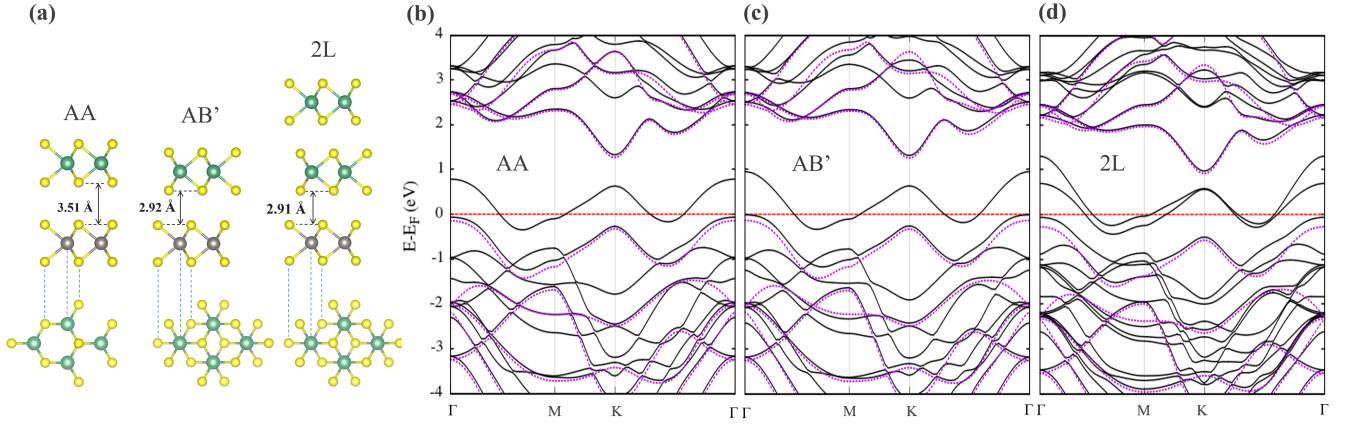 (a)
(b)
(c)
(d)
2L
AA
AB’
3.51 Å
2.92 Å
2.91 Å
E-E_F (eV)
4
3
2
1
0
-1
-2
-3
-4
AA
AB’
2L
Γ M K Γ
Γ M K Γ
Γ M K Γ